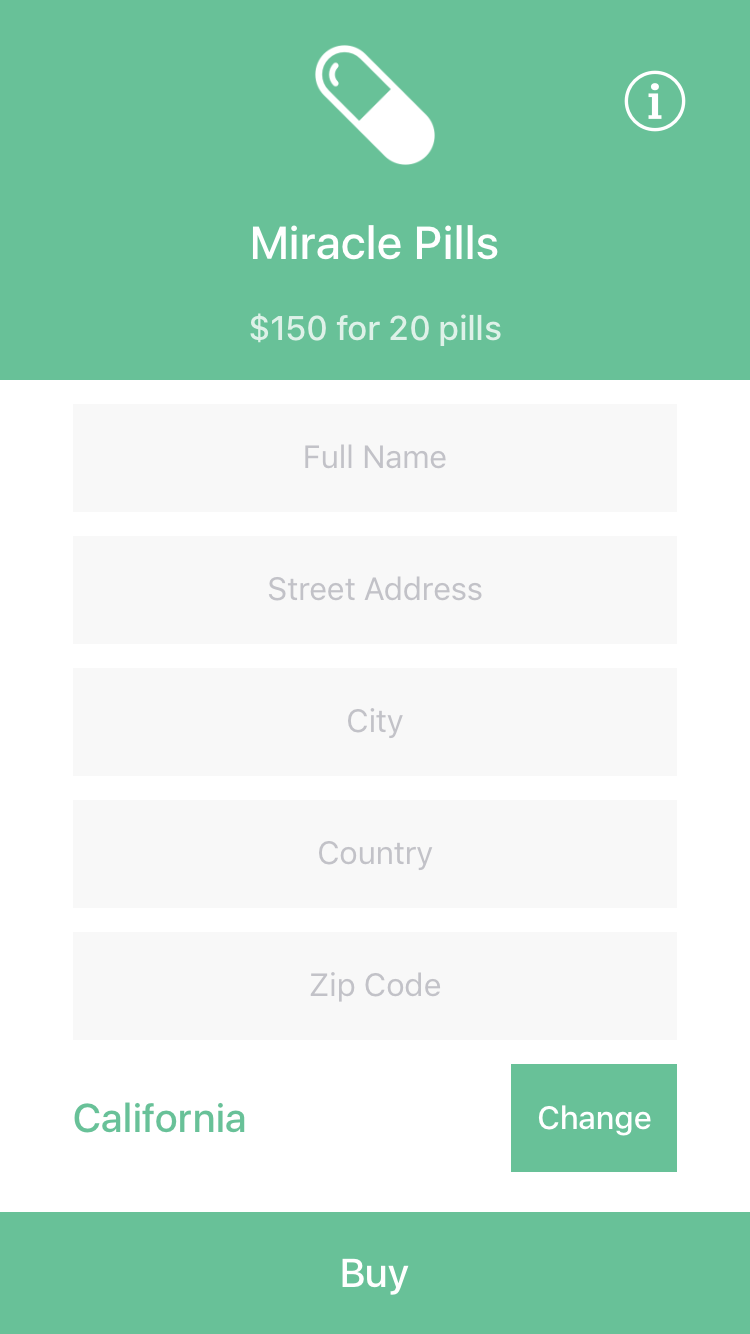 i
Miracle Pills
$150 for 20 pills
Full Name
Street Address
City
Country
Zip Code
California
Change
Buy